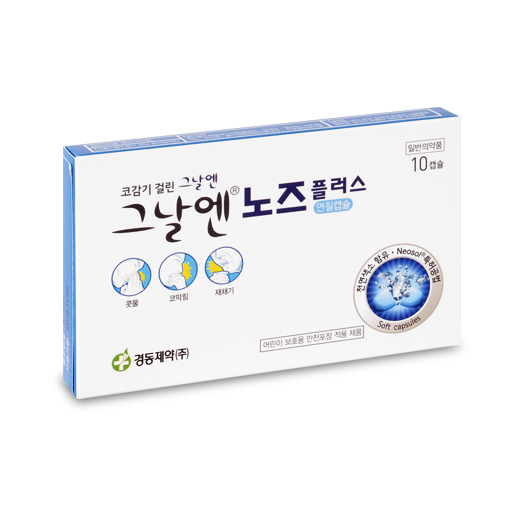 일반의약품
10캡슐
코감기 걸린 그날엔
그날엔® 노즈플러스
연질캡슐
콧물
코막힘
재채기
천연색소 함유 · Neosol®특허공법
Soft capsules
어린이 보호용 안전포장 적용 제품
경동제약(주)